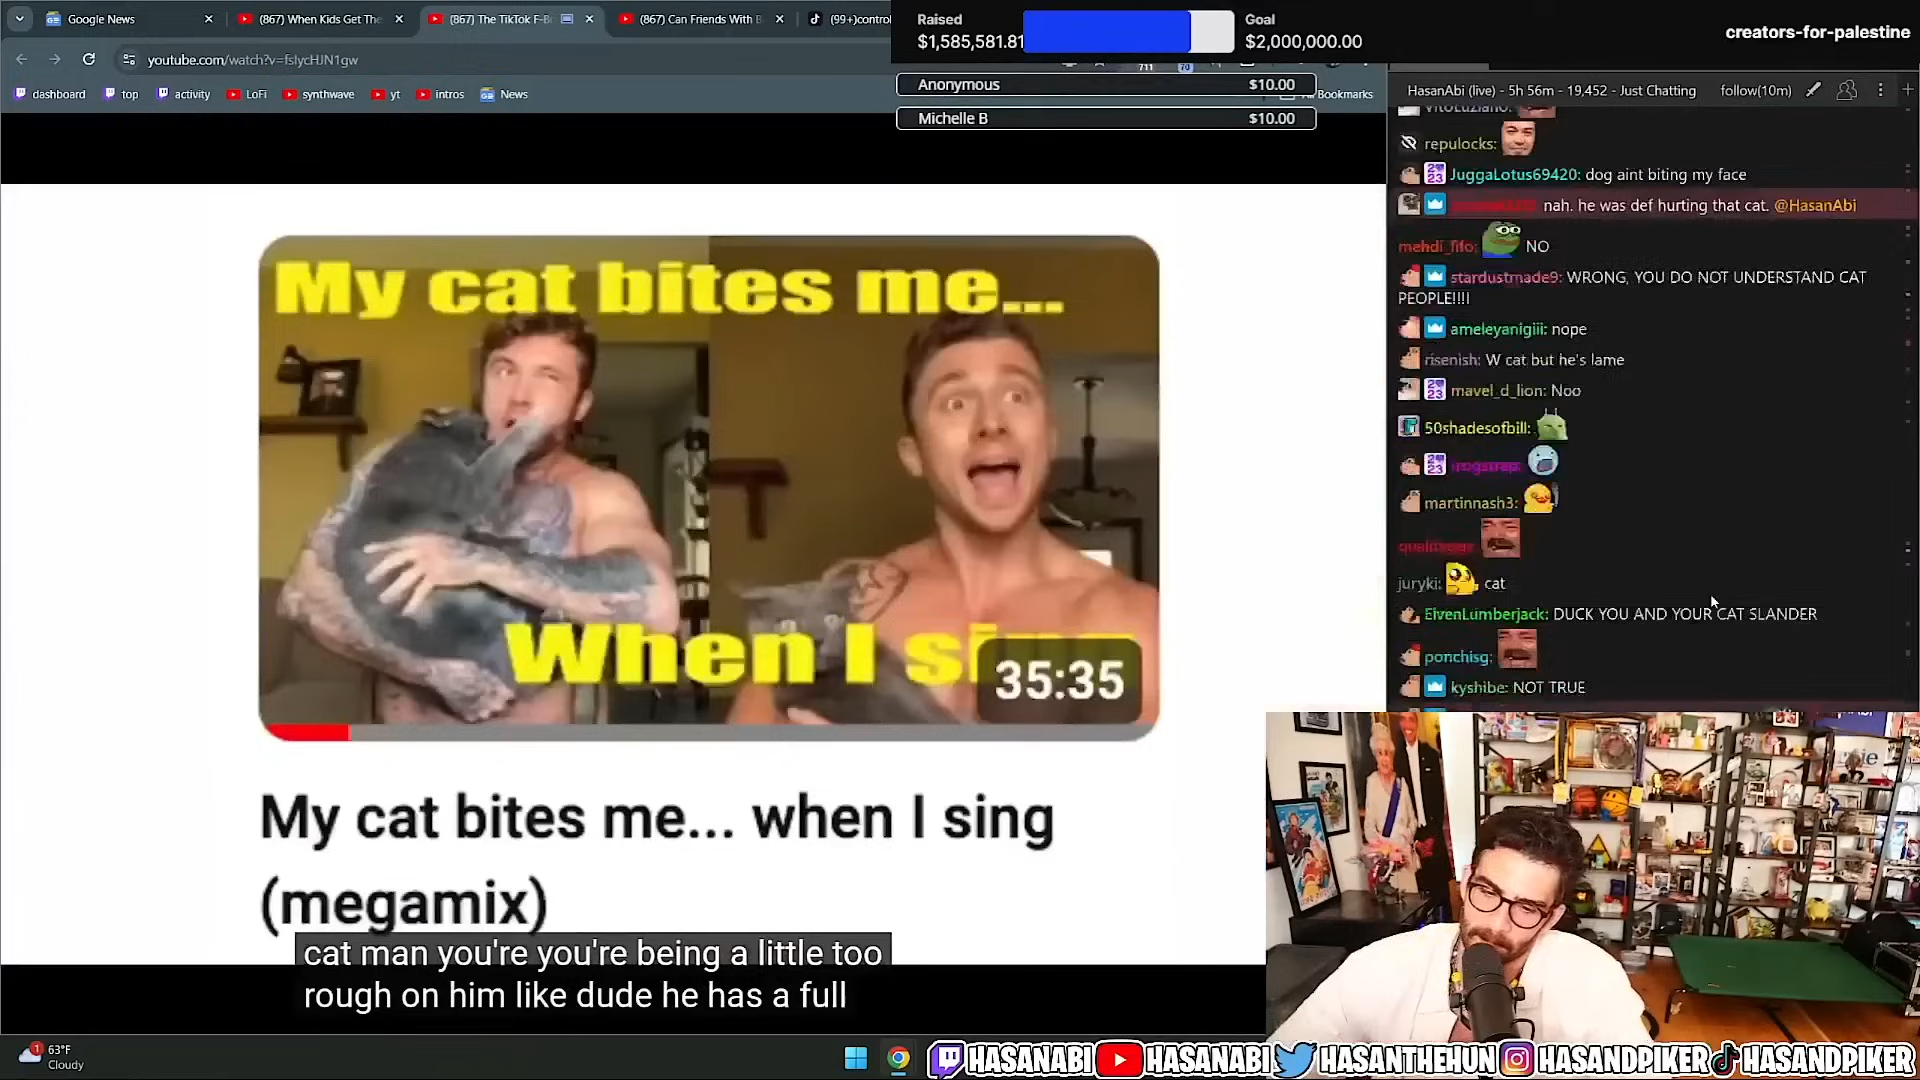 Google News
(867) When Kids Get The
(867) The TikTok F-B
(867) Can Friends With B
(99+)
youtube.com/watch?v=fslycHJN1gw
dashboard
top
activity
LoFi
synthwave
yt
intros
News
Bookmarks
Raised
$1,585,581.81
Goal
$2,000,000.00
creators-for-palestine
711
70
Anonymous $10.00
Michelle B $10.00
HasanAbi (live) - 5h 56m - 19,452 - Just Chatting
follow(10m)
repulocks:
JuggaLotus69420: dog aint biting my face
nah. he was def hurting that cat. @HasanAbi
mehdi_fifo: NO
stardustmade9: WRONG, YOU DO NOT UNDERSTAND CAT
PEOPLE!!!!
ameleyanigiii: nope
risenish: W cat but he's lame
mavel_d_lion: Noo
50shadesofbill:
martinnash3:
juryki: cat
ElvenLumberjack: DUCK YOU AND YOUR CAT SLANDER
ponchisg:
kyshibe: NOT TRUE
My cat bites me...
When I
35:35
My cat bites me... when I sing
(megamix)
cat man you're you're being a little too
rough on him like dude he has a full
1
63°F
Cloudy
HASANABI
HASANABI
HASANTHEHUN
HASANDPIKER
HASANDPIKER